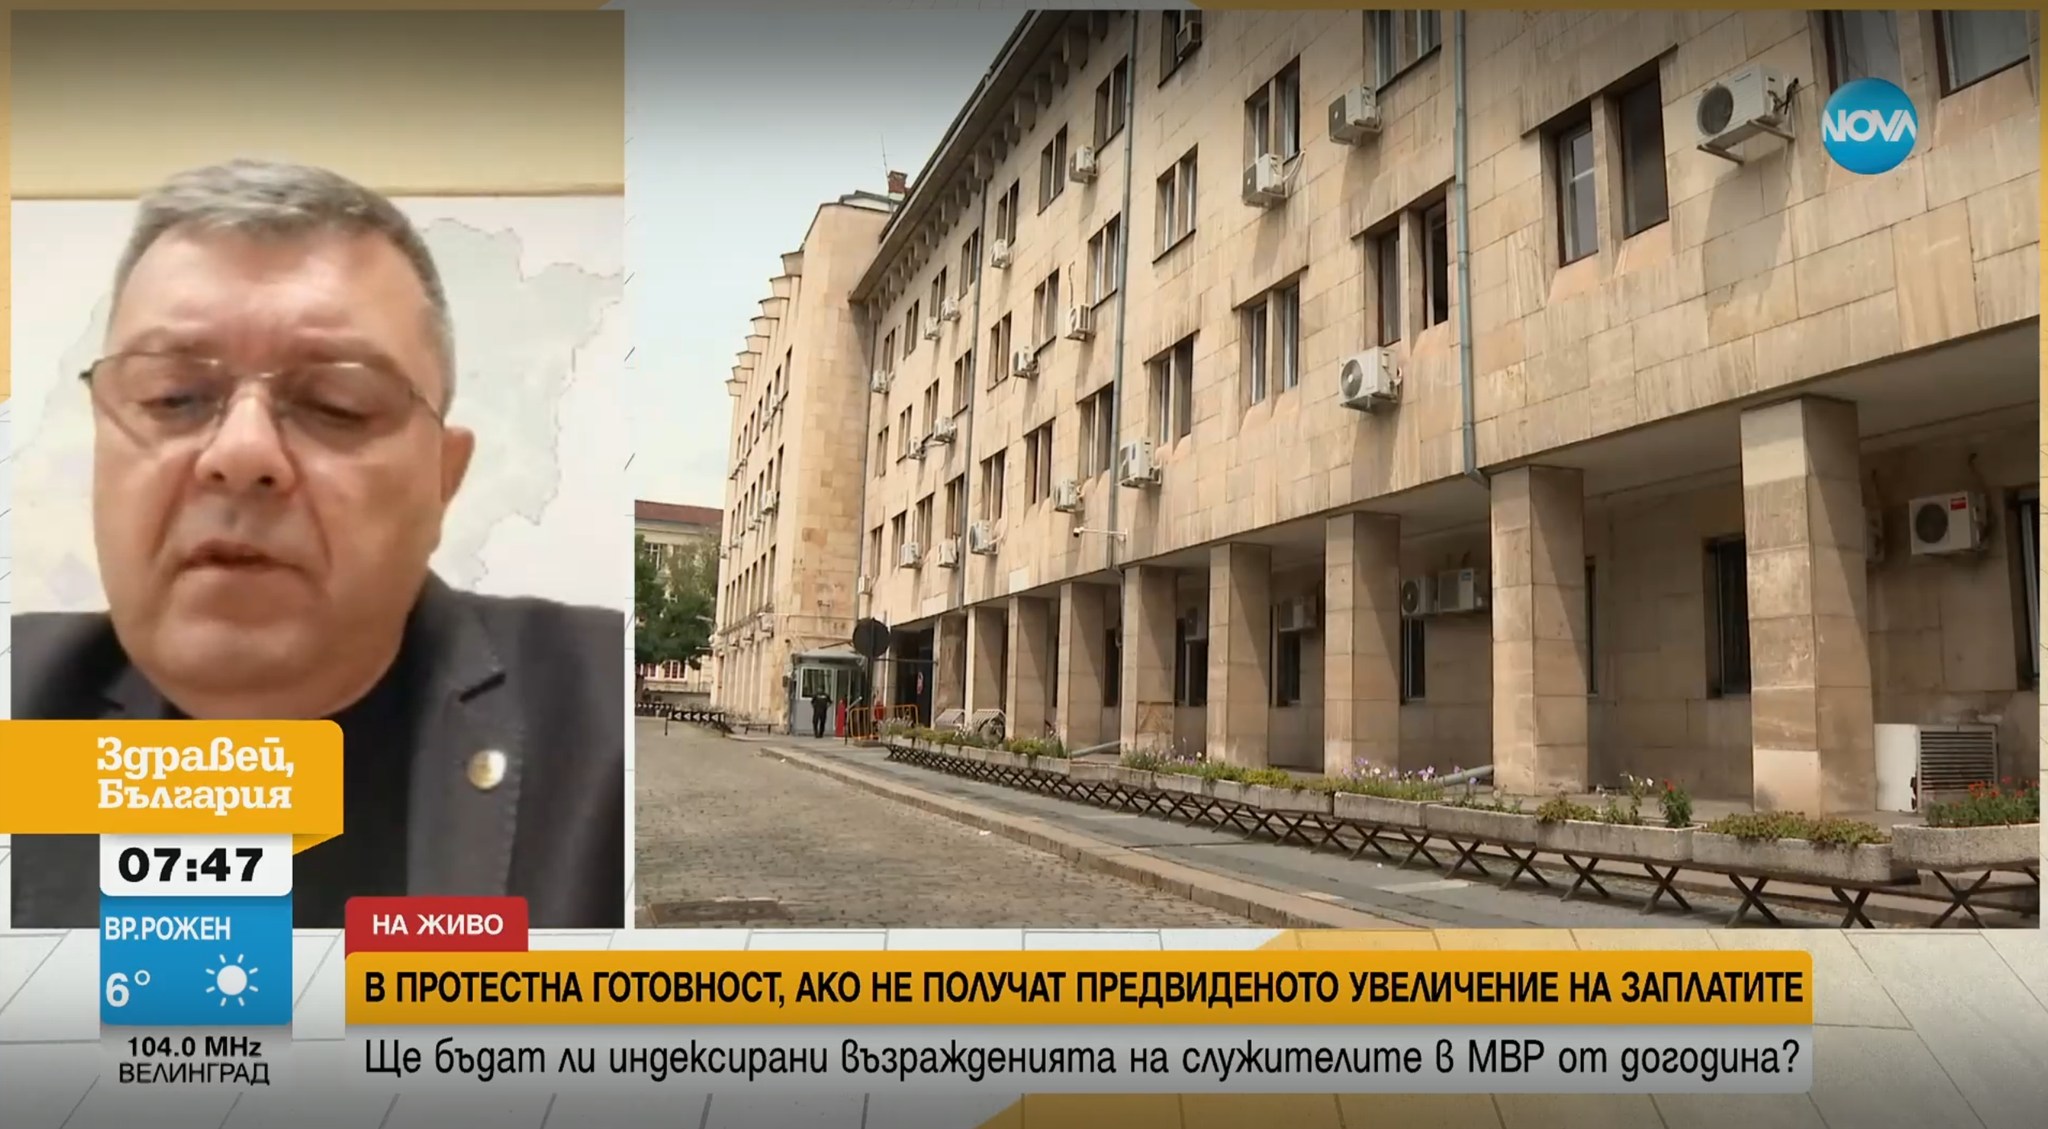 NOVA
Здравей,
България
07:47
ВР.РОЖЕН
6°
104.0 MHz
ВЕЛИНГРАД
НА ЖИВО
В ПРОТЕСТНА ГОТОВНОСТ, АКО НЕ ПОЛУЧАТ ПРЕДВИДЕНОТО УВЕЛИЧЕНИЕ НА ЗАПЛАТИТЕ
Ще бъдат ли индексирани възражденията на служителите в МВР от догодина?